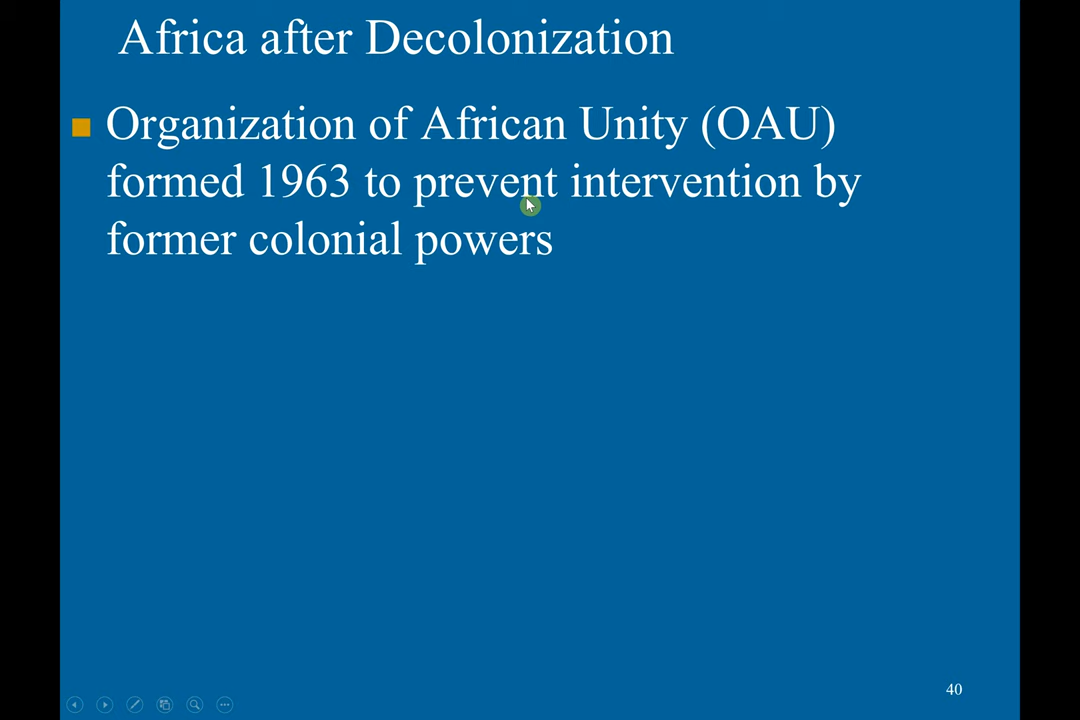 Africa after Decolonization
Organization of African Unity (OAU)
formed 1963 to prevent intervention by
former colonial powers
40